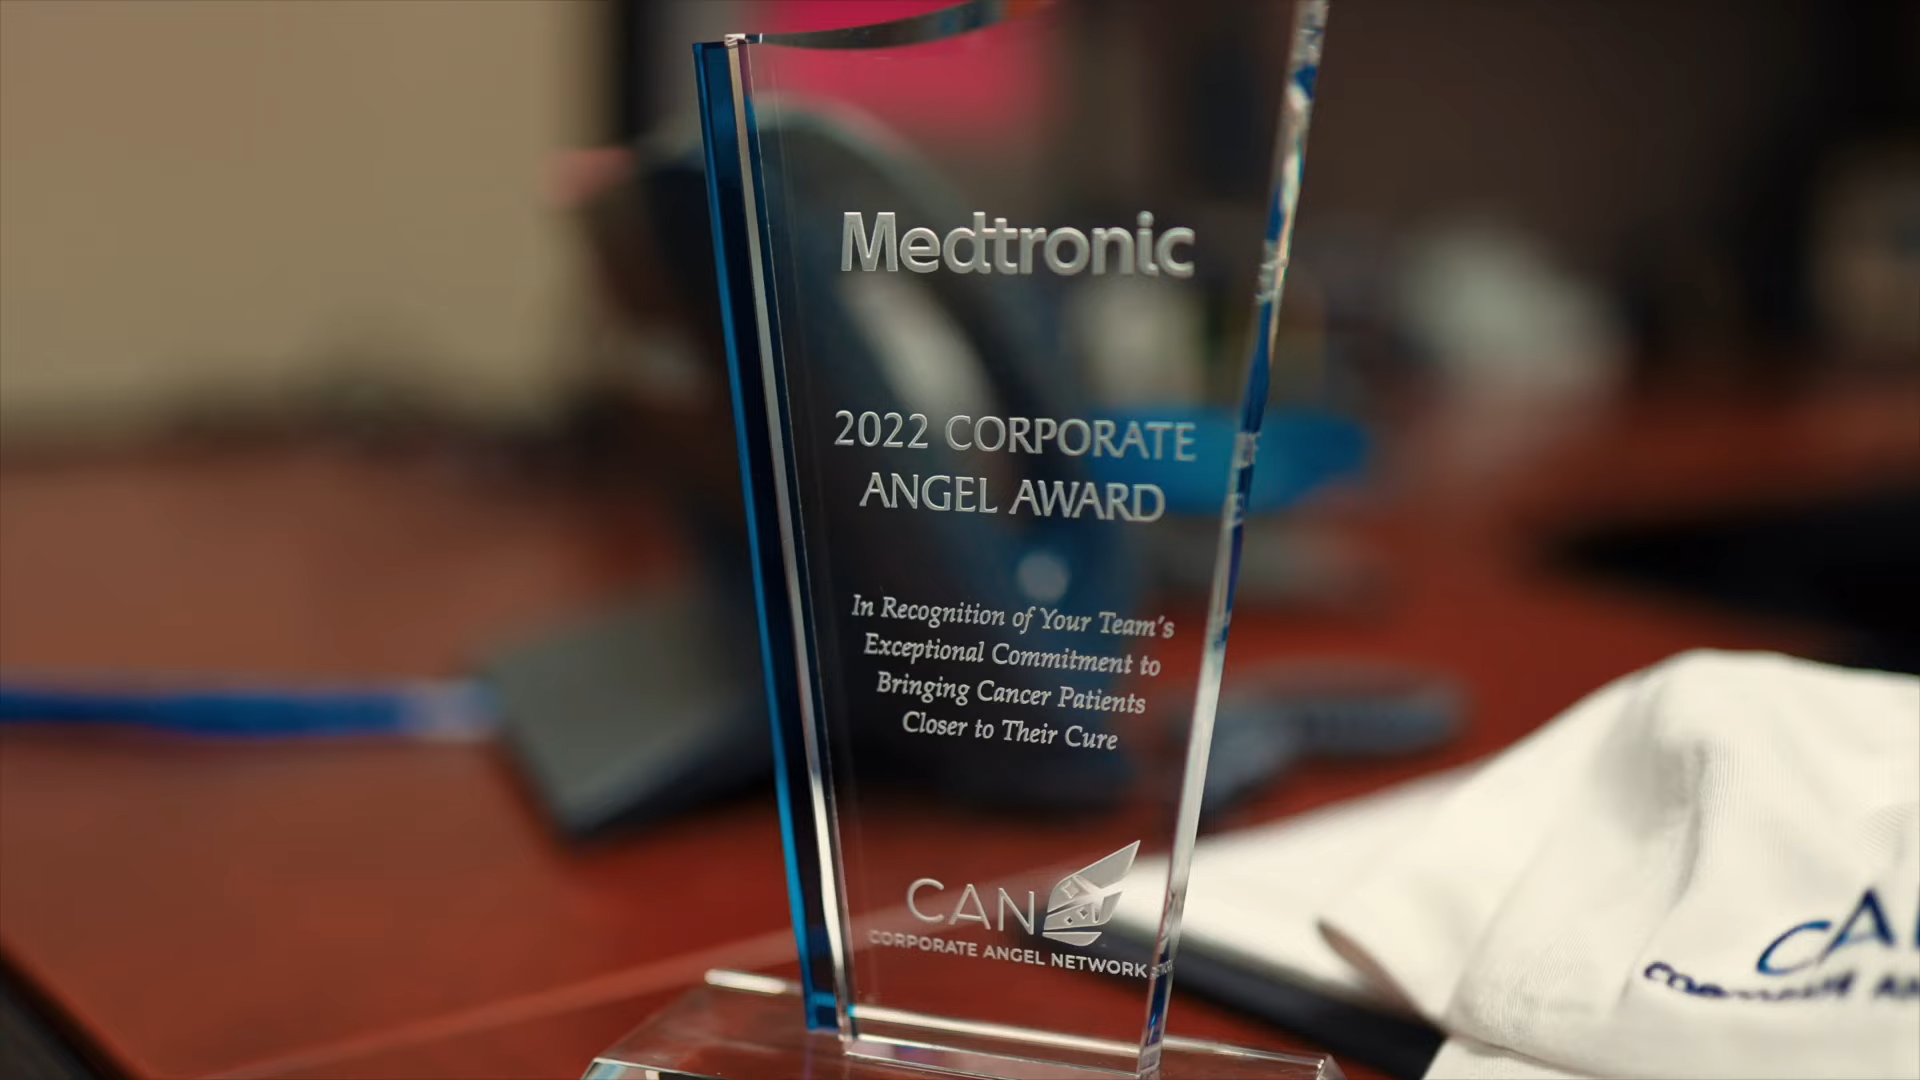 Medtronic
2022 CORPORATE
ANGEL AWARD
In Recognition of Your Team's
Exceptional Commitment to
Bringing Cancer Patients
Closer to Their Cure
CAN
CORPORATE ANGEL NETWORK